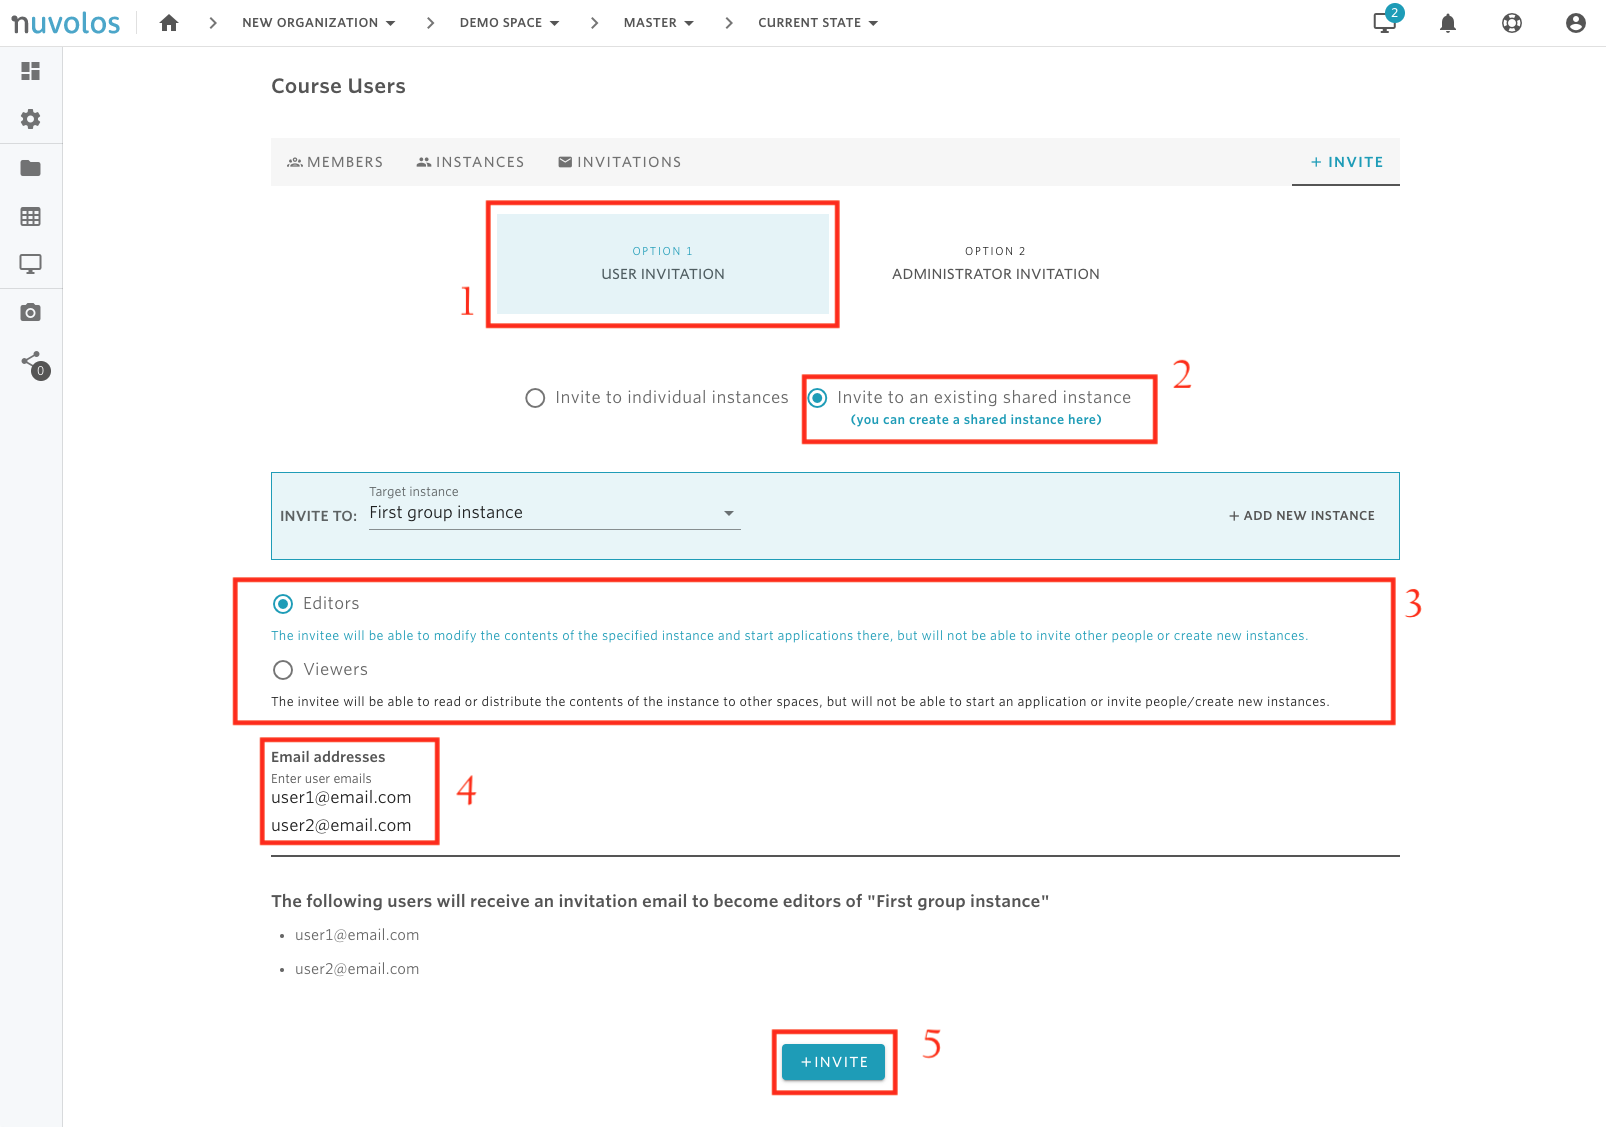 nuvolos
NEW ORGANIZATION
DEMO SPACE
MASTER
CURRENT STATE
2
Course Users
MEMBERS
INSTANCES
INVITATIONS
+ INVITE
OPTION 1
USER INVITATION
OPTION 2
ADMINISTRATOR INVITATION
1
0
Invite to individual instances
Invite to an existing shared instance
(you can create a shared instance here)
2
Target instance
INVITE TO:
First group instance
+ ADD NEW INSTANCE
Editors
The invitee will be able to modify the contents of the specified instance and start applications there, but will not be able to invite other people or create new instances.
Viewers
The invitee will be able to read or distribute the contents of the instance to other spaces, but will not be able to start an application or invite people/create new instances.
3
Email addresses
Enter user emails
user1@email.com
user2@email.com
4
The following users will receive an invitation email to become editors of "First group instance"
• user1@email.com
• user2@email.com
+INVITE
5